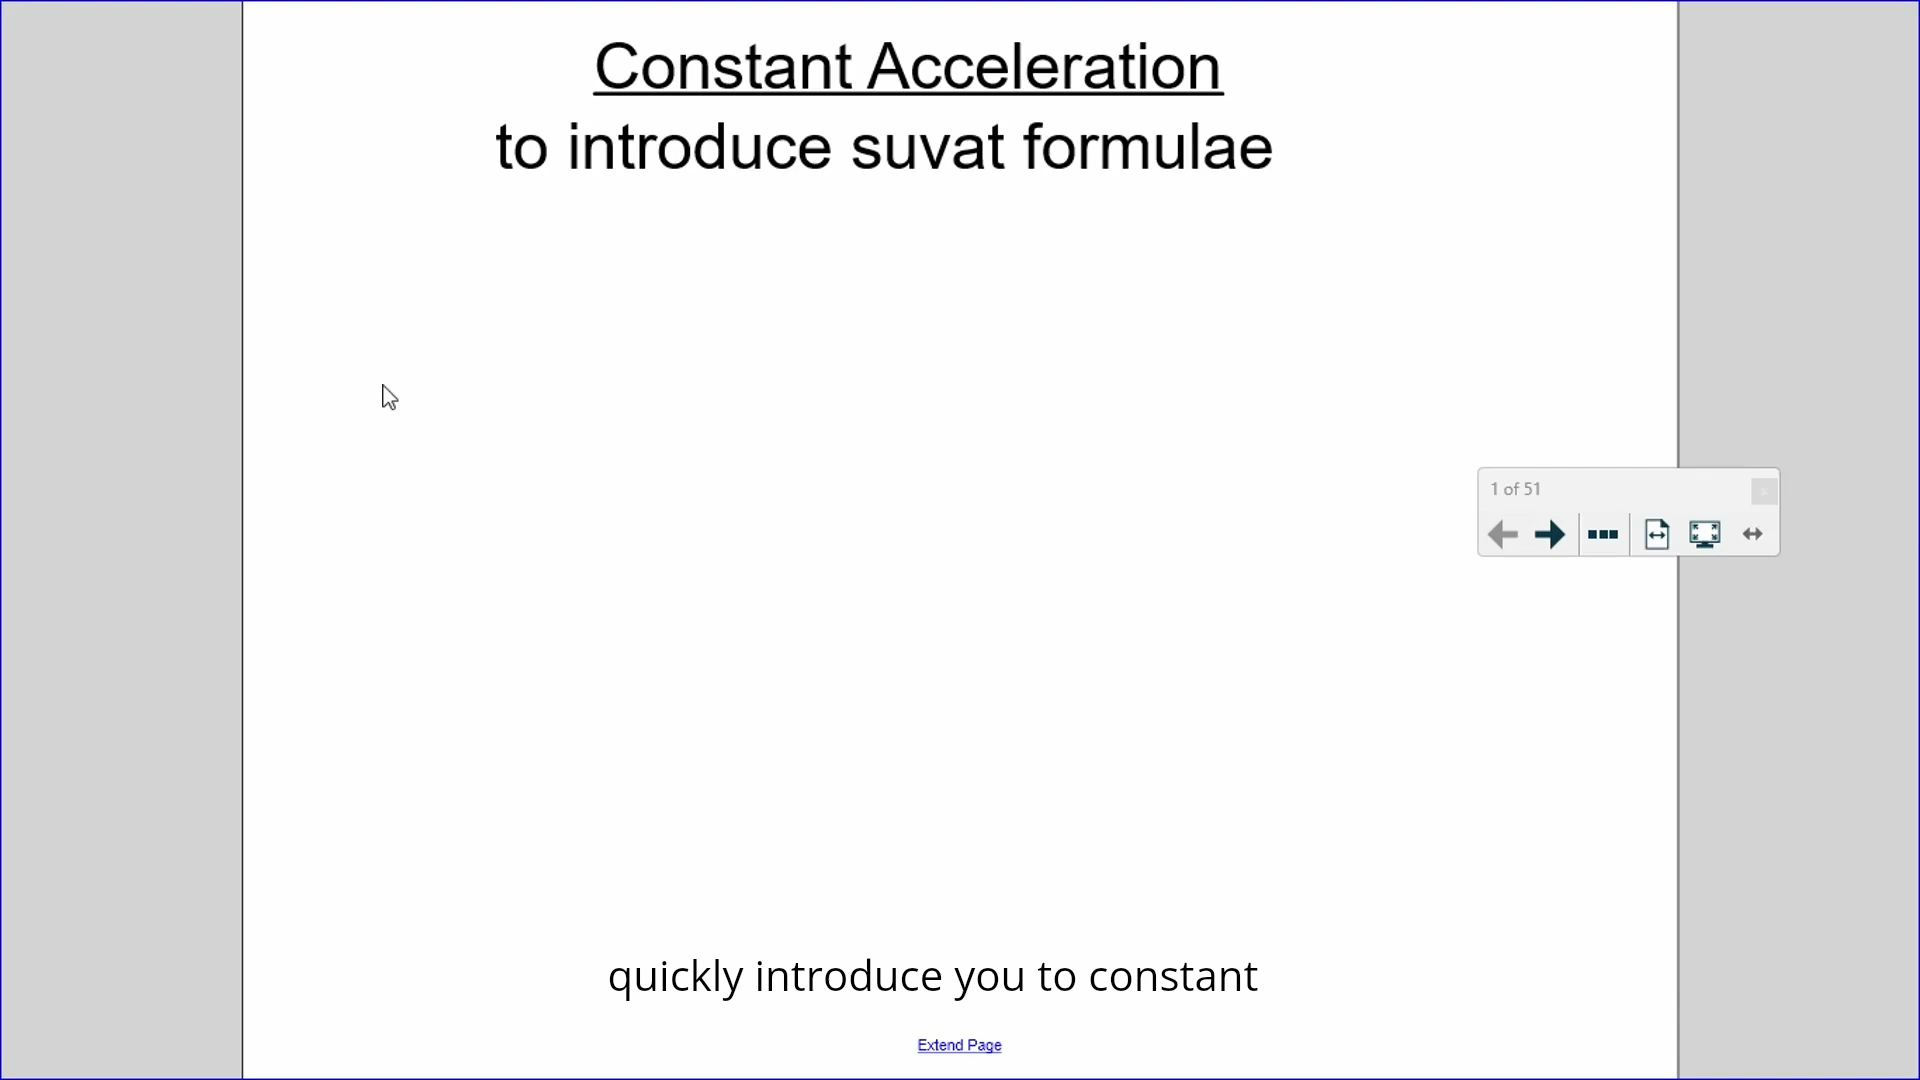 Constant Acceleration
to introduce suvat formulae
1 of 51
quickly introduce you to constant
Extend Page